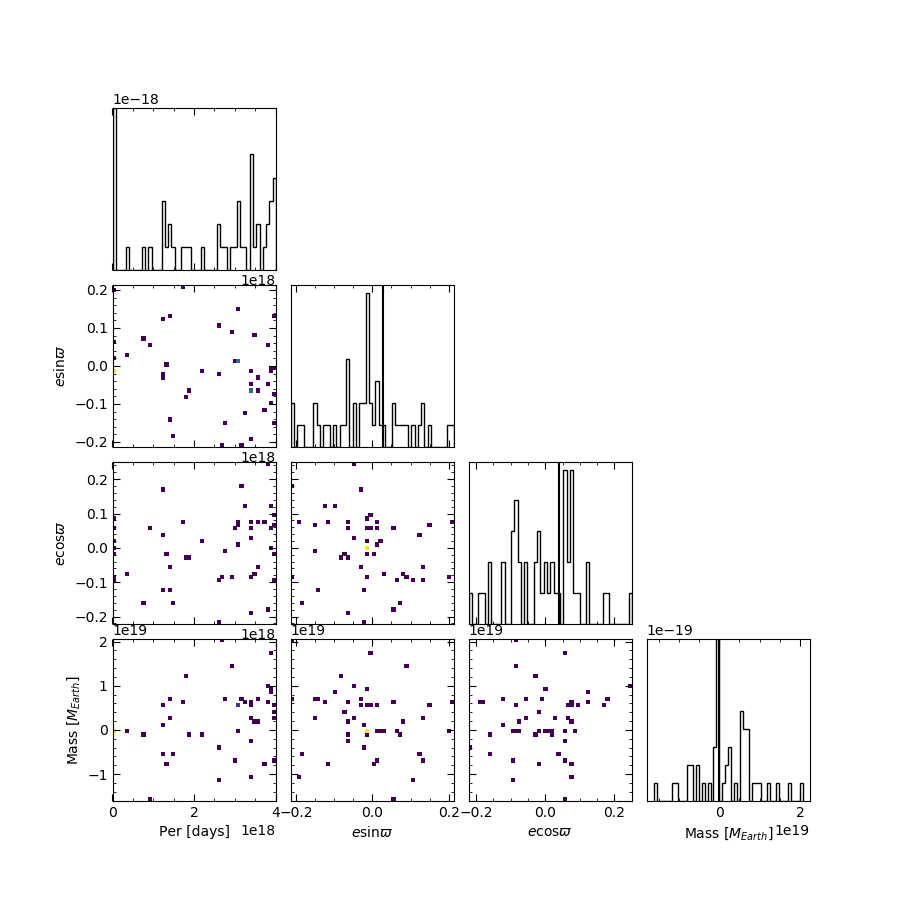 1e−18
1e18
0.2
0.1
0.0
−0.1
−0.2
esinϖ
1e18
0.2
0.1
0.0
−0.1
−0.2
ecosϖ
1e19 1e18 1e19 1e19 1e−19
2
1
0
−1
Mass [M_Earth]
0 2 4 −0.2 0.0 0.2 −0.2 0.0 0.2 0 2
Per [days] 1e18 esinϖ ecosϖ Mass [M_Earth] 1e19